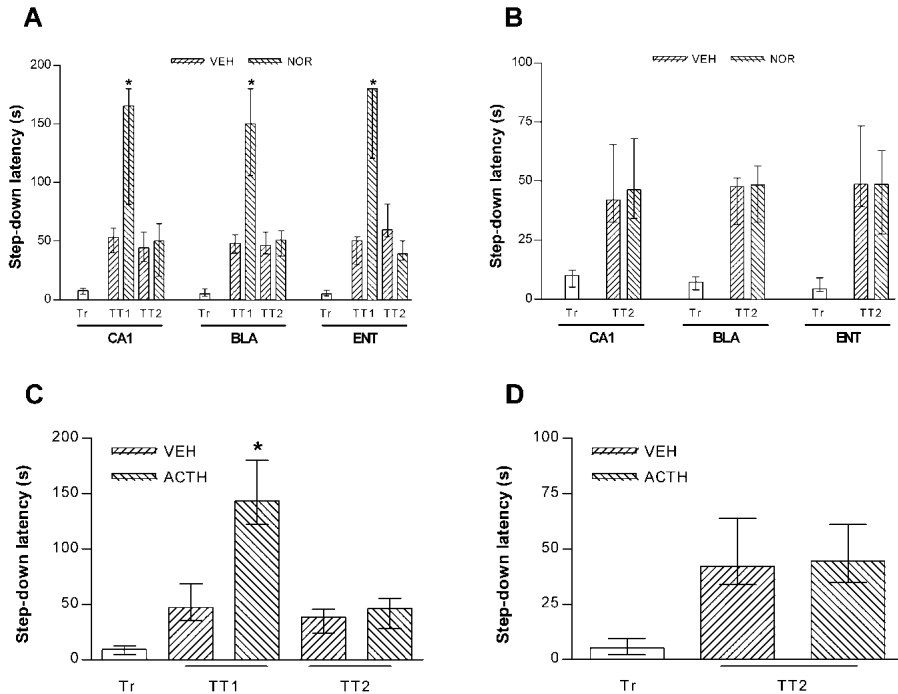 A
VEH NOR
Step-down latency (s)
200
150
100
50
0
* * *
Tr TT1 TT2 Tr TT1 TT2 Tr TT1 TT2
CA1 BLA ENT
B
VEH NOR
Step-down latency (s)
100
75
50
25
0
Tr TT2 Tr TT2 Tr TT2
CA1 BLA ENT
C
VEH
ACTH
Step-down latency (s)
200
150
100
50
0
*
Tr TT1 TT2
D
VEH
ACTH
Step-down latency (s)
100
75
50
25
0
Tr TT2